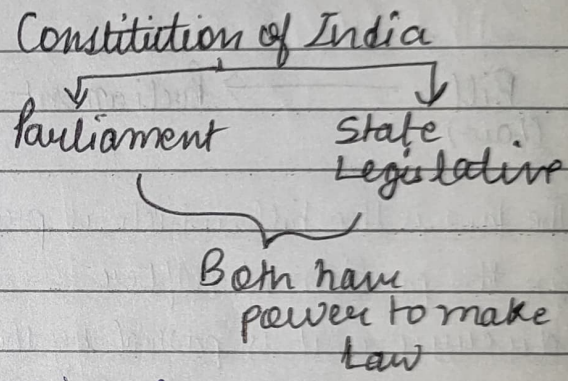 Constitution of India
Parliament State
Legislative
Both have
power to make
Law